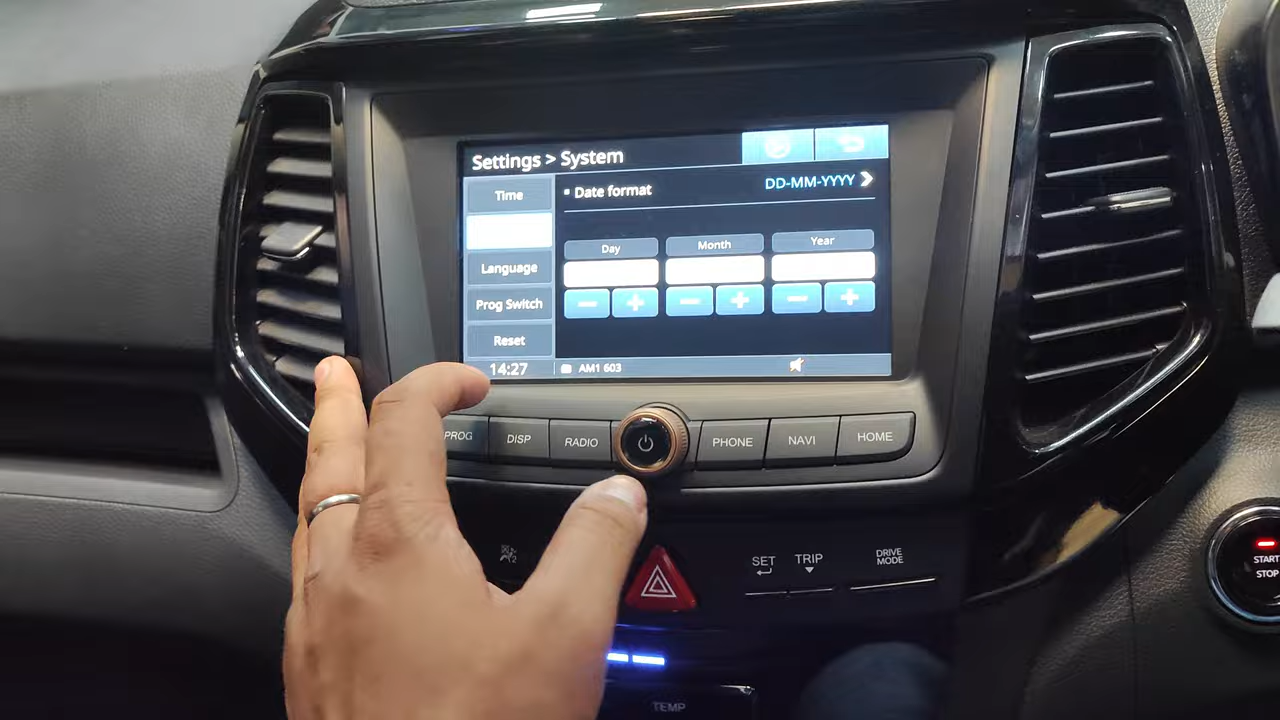 Settings > System
Time
Date format
DD-MM-YYYY
Language
Prog Switch
Reset
Day
Month
Year
14:27
AM1 603
PROG
DISP
RADIO
PHONE
NAVI
HOME
SET
TRIP
DRIVE
MODE
START
STOP
TEMP